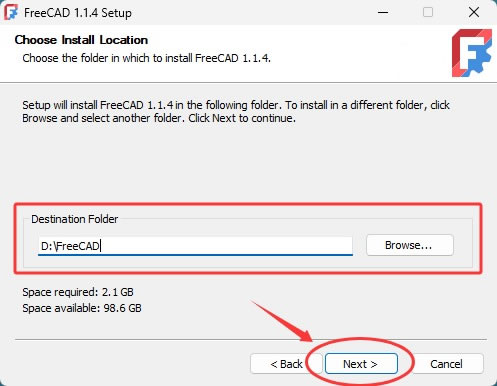 FreeCAD 1.1.4 Setup
Choose Install Location
Choose the folder in which to install FreeCAD 1.1.4.
Setup will install FreeCAD 1.1.4 in the following folder. To install in a different folder, click
Browse and select another folder. Click Next to continue.
Destination Folder
D:\FreeCAD
Browse...
Space required: 2.1 GB
Space available: 98.6 GB
< Back
Next >
Cancel